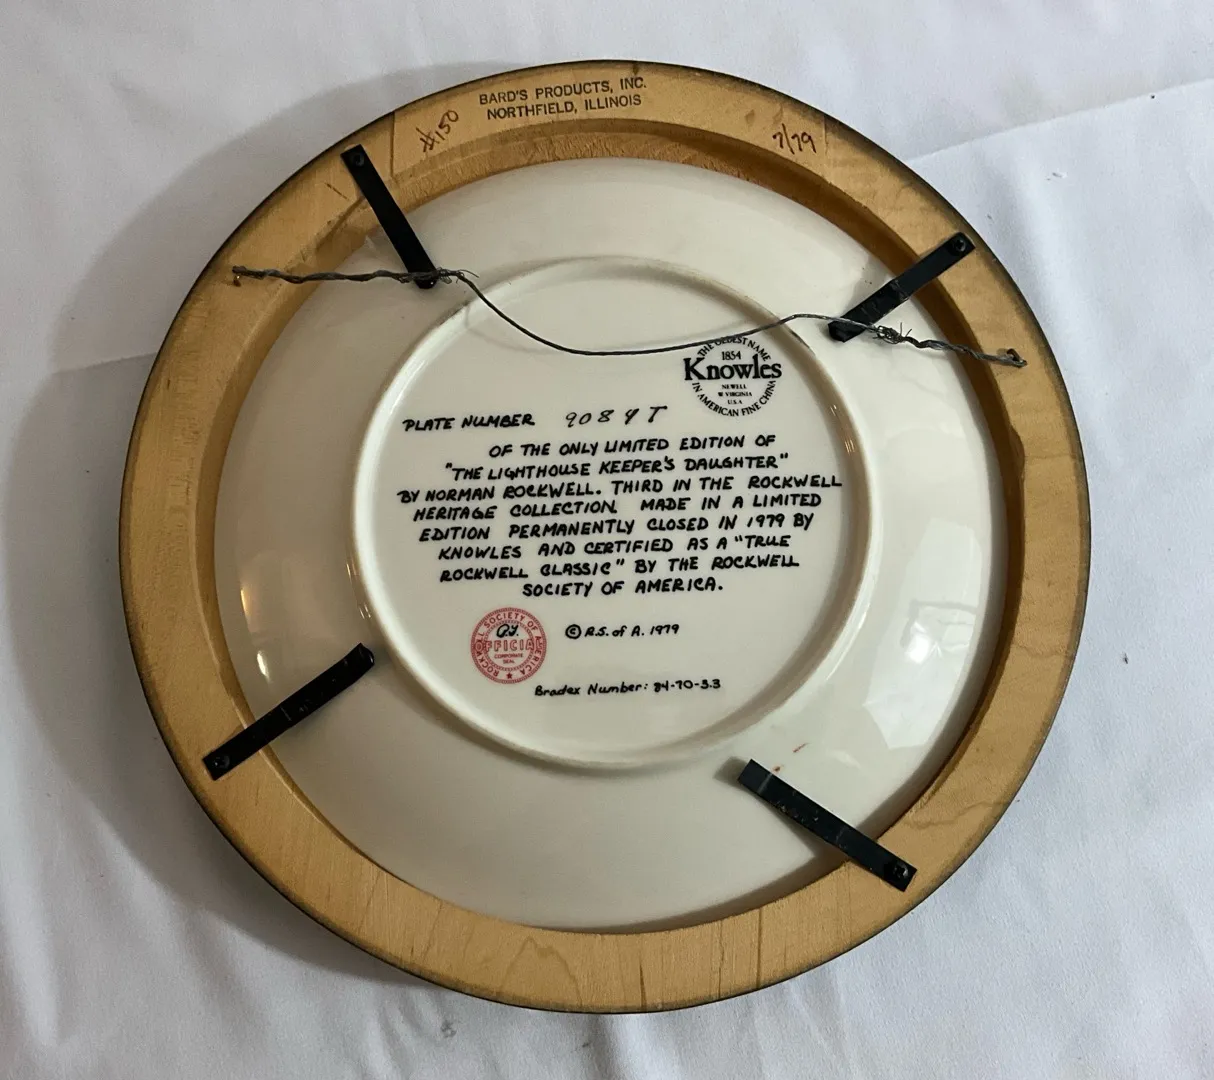 BARD'S PRODUCTS, INC.
NORTHFIELD, ILLINOIS
#150
7/79
THE OLDEST NAME
1854
Knowles
NEWELL
W VIRGINIA
U.S.A
IN AMERICAN FINE CHINA
PLATE NUMBER 9084T
OF THE ONLY LIMITED EDITION OF
"THE LIGHTHOUSE KEEPER'S DAUGHTER"
BY NORMAN ROCKWELL. THIRD IN THE ROCKWELL
HERITAGE COLLECTION. MADE IN A LIMITED
EDITION PERMANENTLY CLOSED IN 1979 BY
KNOWLES AND CERTIFIED AS A "TRUE
ROCKWELL CLASSIC" BY THE ROCKWELL
SOCIETY OF AMERICA.
ROCKWELL SOCIETY OF AMERICA
OFFICIAL
CORPORATE
SEAL
© R.S. of A. 1979
Bradex Number: 84-70-3.3